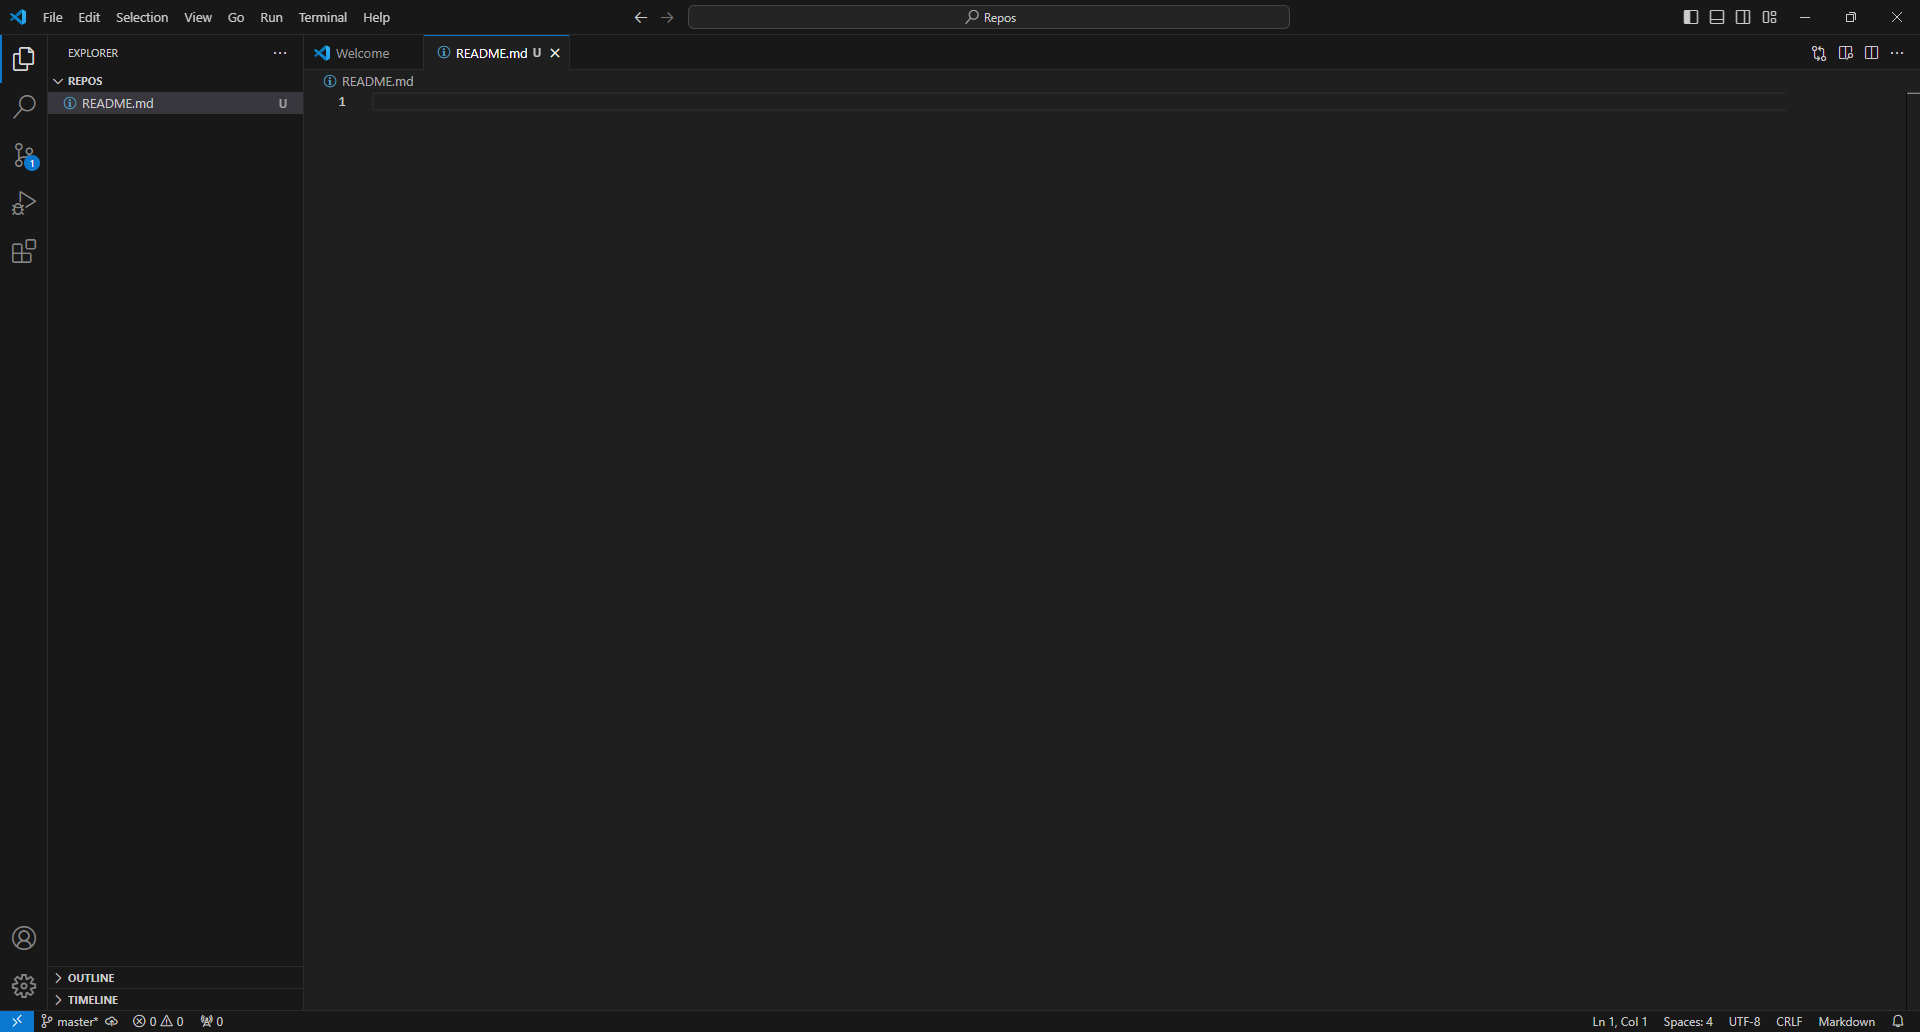 File Edit Selection View Go Run Terminal Help
Repos
EXPLORER
Welcome
README.md U
REPOS
README.md
README.md U
1
1
OUTLINE
TIMELINE
master* 0 0 0
Ln 1, Col 1 Spaces: 4 UTF-8 CRLF Markdown